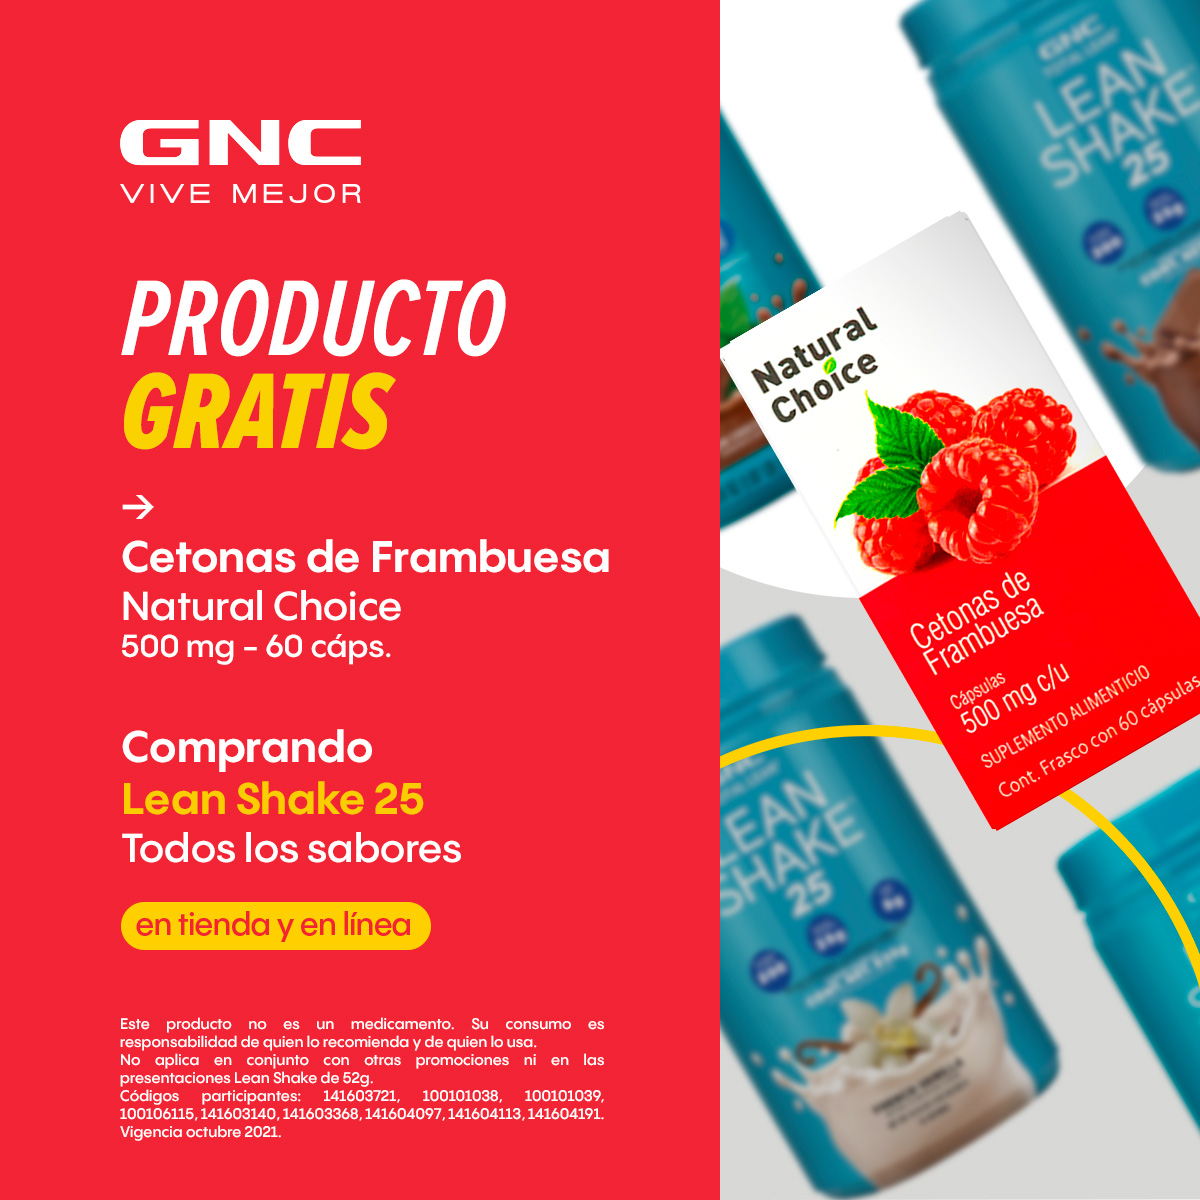 GNC
VIVE MEJOR
PRODUCTO
GRATIS
→
Cetonas de Frambuesa
Natural Choice
500 mg - 60 cáps.
Comprando
Lean Shake 25
Todos los sabores
en tienda y en línea
Este producto no es un medicamento. Su consumo es
responsabilidad de quien lo recomienda y de quien lo usa.
No aplica en conjunto con otras promociones ni en las
presentaciones Lean Shake de 52g.
Códigos participantes: 141603721, 100101038, 100101039,
100106115, 141603140, 141603368, 141604097, 141604113, 141604191.
Vigencia octubre 2021.
GNC
TOTAL LEAN
LEAN
SHAKE
25
Natural
Choice
Cetonas de
Frambuesa
Cápsulas
500 mg c/u
SUPLEMENTO ALIMENTICIO
Cont. Frasco con 60 cápsulas
GNC
LEAN
SHAKE
25